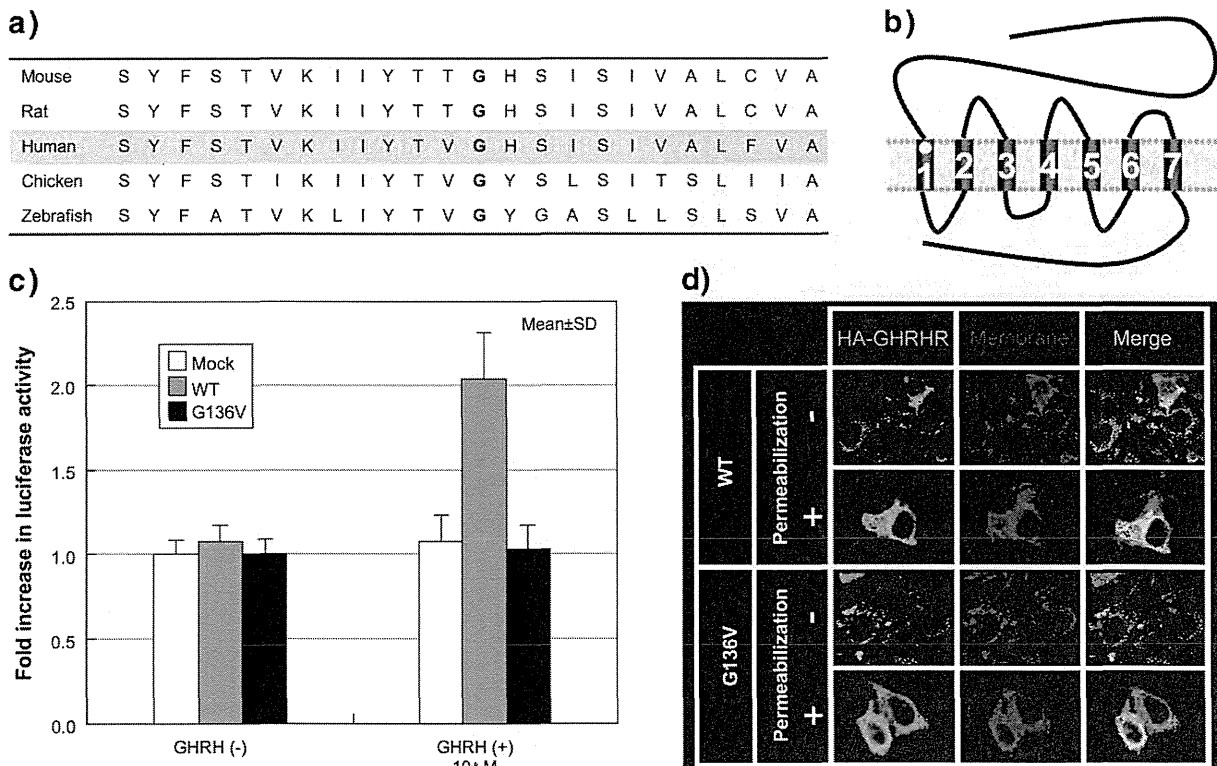 a)
Mouse S Y F S T V K I I Y T T G H S I S I V A L C V A
Rat S Y F S T V K I I Y T T G H S I S I V A L C V A
Human S Y F S T V K I I Y T V G H S I S I V A L F V A
Chicken S Y F S T I K I I Y T V G Y S L S I T S L I I A
Zebrafish S Y F A T V K L I Y T V G Y G A S L L S L S V A
b)
1 2 3 4 5 6 7
c)
Fold increase in luciferase activity
2.5
2.0
1.5
1.0
0.5
0.0
Mean±SD
Mock
WT
G136V
GHRH (-)
GHRH (+)
d)
HA-GHRHR Membrane Merge
WT
Permeabilization
-
+
G136V
Permeabilization
-
+